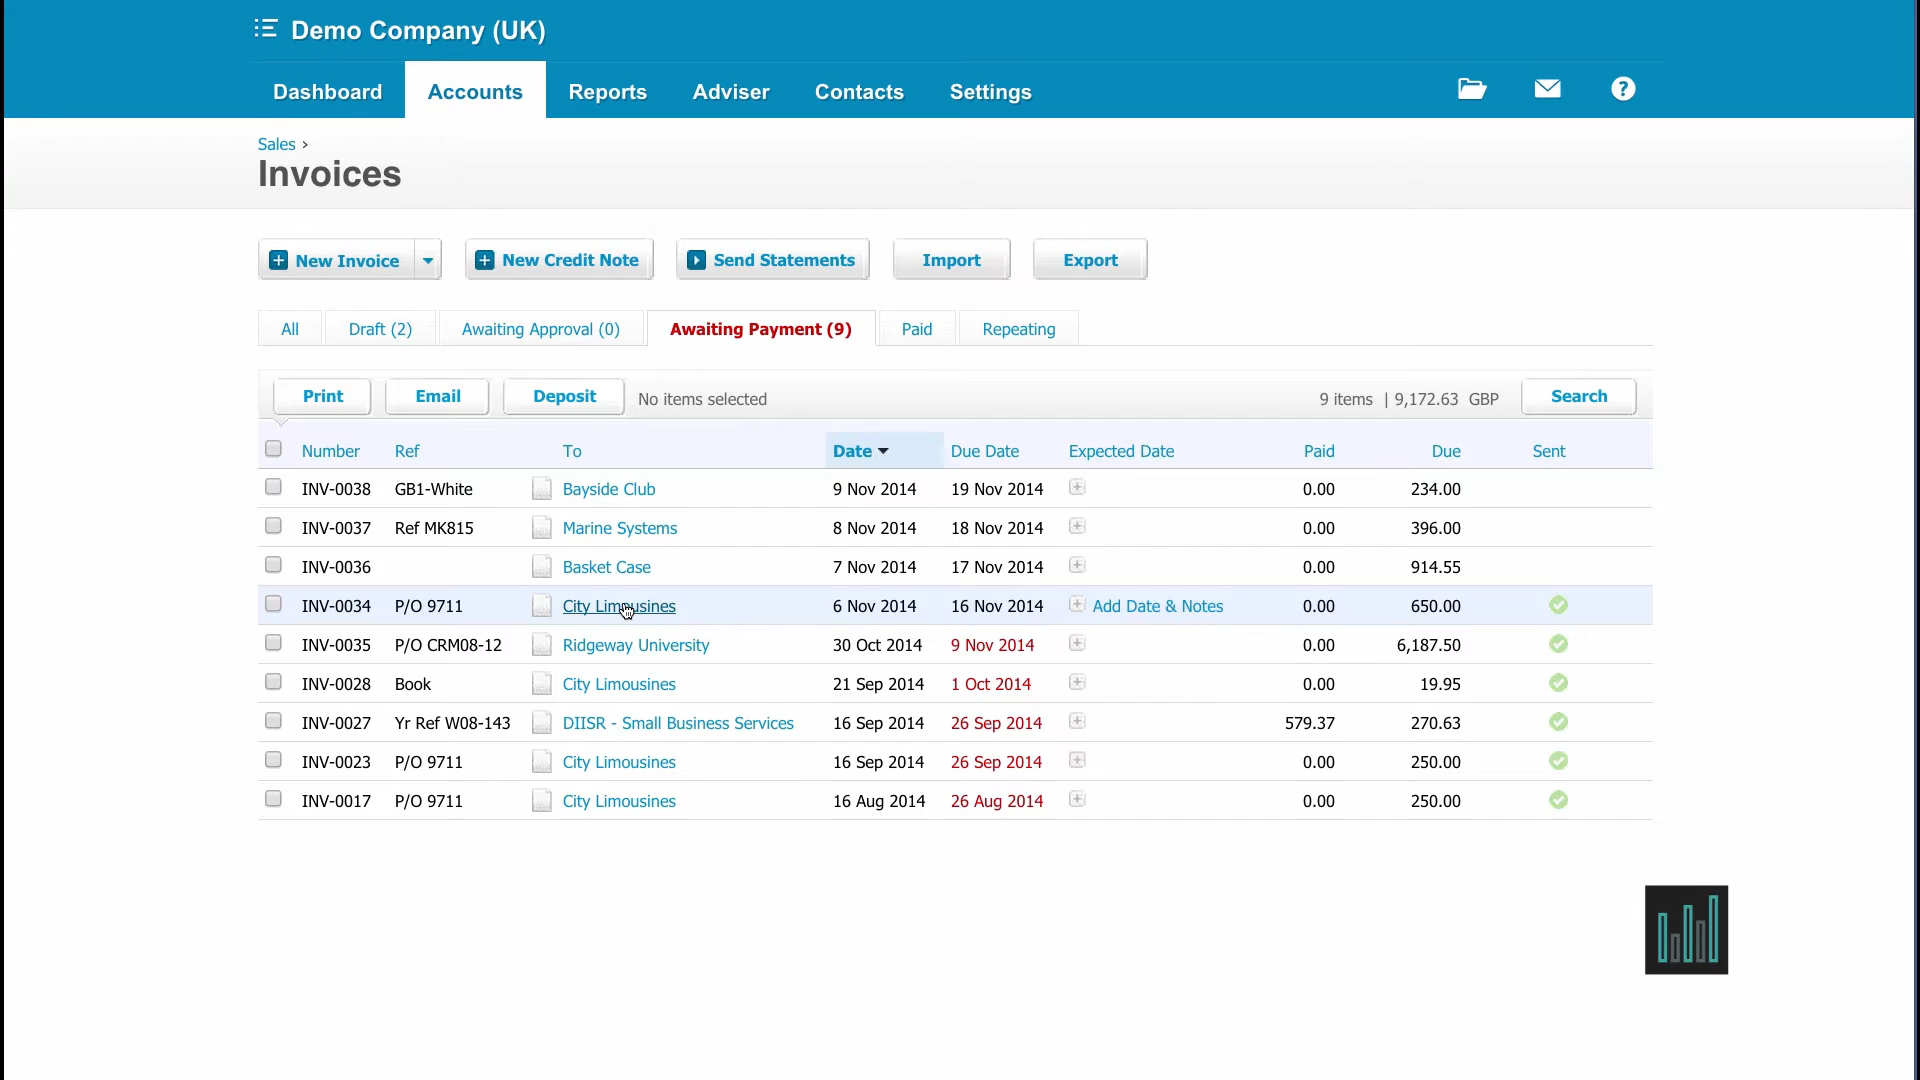 Demo Company (UK)
Dashboard Accounts Reports Adviser Contacts Settings
Sales ›
Invoices
New Invoice New Credit Note Send Statements Import Export
All Draft (2) Awaiting Approval (0) Awaiting Payment (9) Paid Repeating
Print Email Deposit No items selected 9 items | 9,172.63 GBP Search
Number Ref To Date Due Date Expected Date Paid Due Sent
INV-0038 GB1-White Bayside Club 9 Nov 2014 19 Nov 2014 0.00 234.00
INV-0037 Ref MK815 Marine Systems 8 Nov 2014 18 Nov 2014 0.00 396.00
INV-0036 Basket Case 7 Nov 2014 17 Nov 2014 0.00 914.55
INV-0034 P/O 9711 City Limousines 6 Nov 2014 16 Nov 2014 Add Date & Notes 0.00 650.00
INV-0035 P/O CRM08-12 Ridgeway University 30 Oct 2014 9 Nov 2014 0.00 6,187.50
INV-0028 Book City Limousines 21 Sep 2014 1 Oct 2014 0.00 19.95
INV-0027 Yr Ref W08-143 DIISR - Small Business Services 16 Sep 2014 26 Sep 2014 579.37 270.63
INV-0023 P/O 9711 City Limousines 16 Sep 2014 26 Sep 2014 0.00 250.00
INV-0017 P/O 9711 City Limousines 16 Aug 2014 26 Aug 2014 0.00 250.00